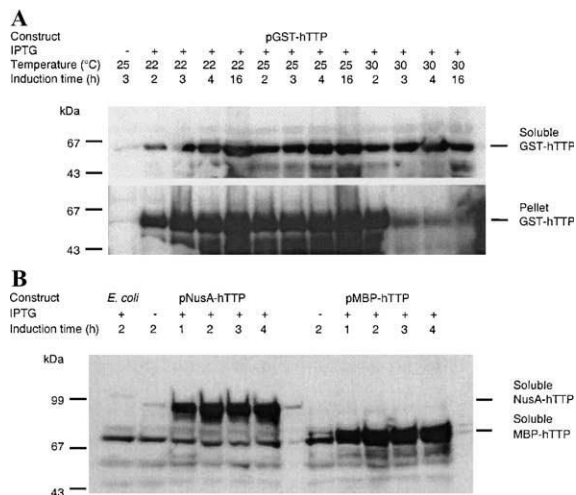 A
Construct pGST-hTTP
IPTG - + + + + + + + + + + + +
Temperature (°C) 25 22 22 22 22 25 25 25 25 30 30 30 30
Induction time (h) 3 2 3 4 16 2 3 4 16 2 3 4 16
kDa
67
43
Soluble
GST-hTTP
67
43
Pellet
GST-hTTP
B
Construct E. coli pNusA-hTTP pMBP-hTTP
IPTG + - + + + + - + + + +
Induction time (h) 2 2 1 2 3 4 2 1 2 3 4
kDa
99
67
43
Soluble
NusA-hTTP
Soluble
MBP-hTTP